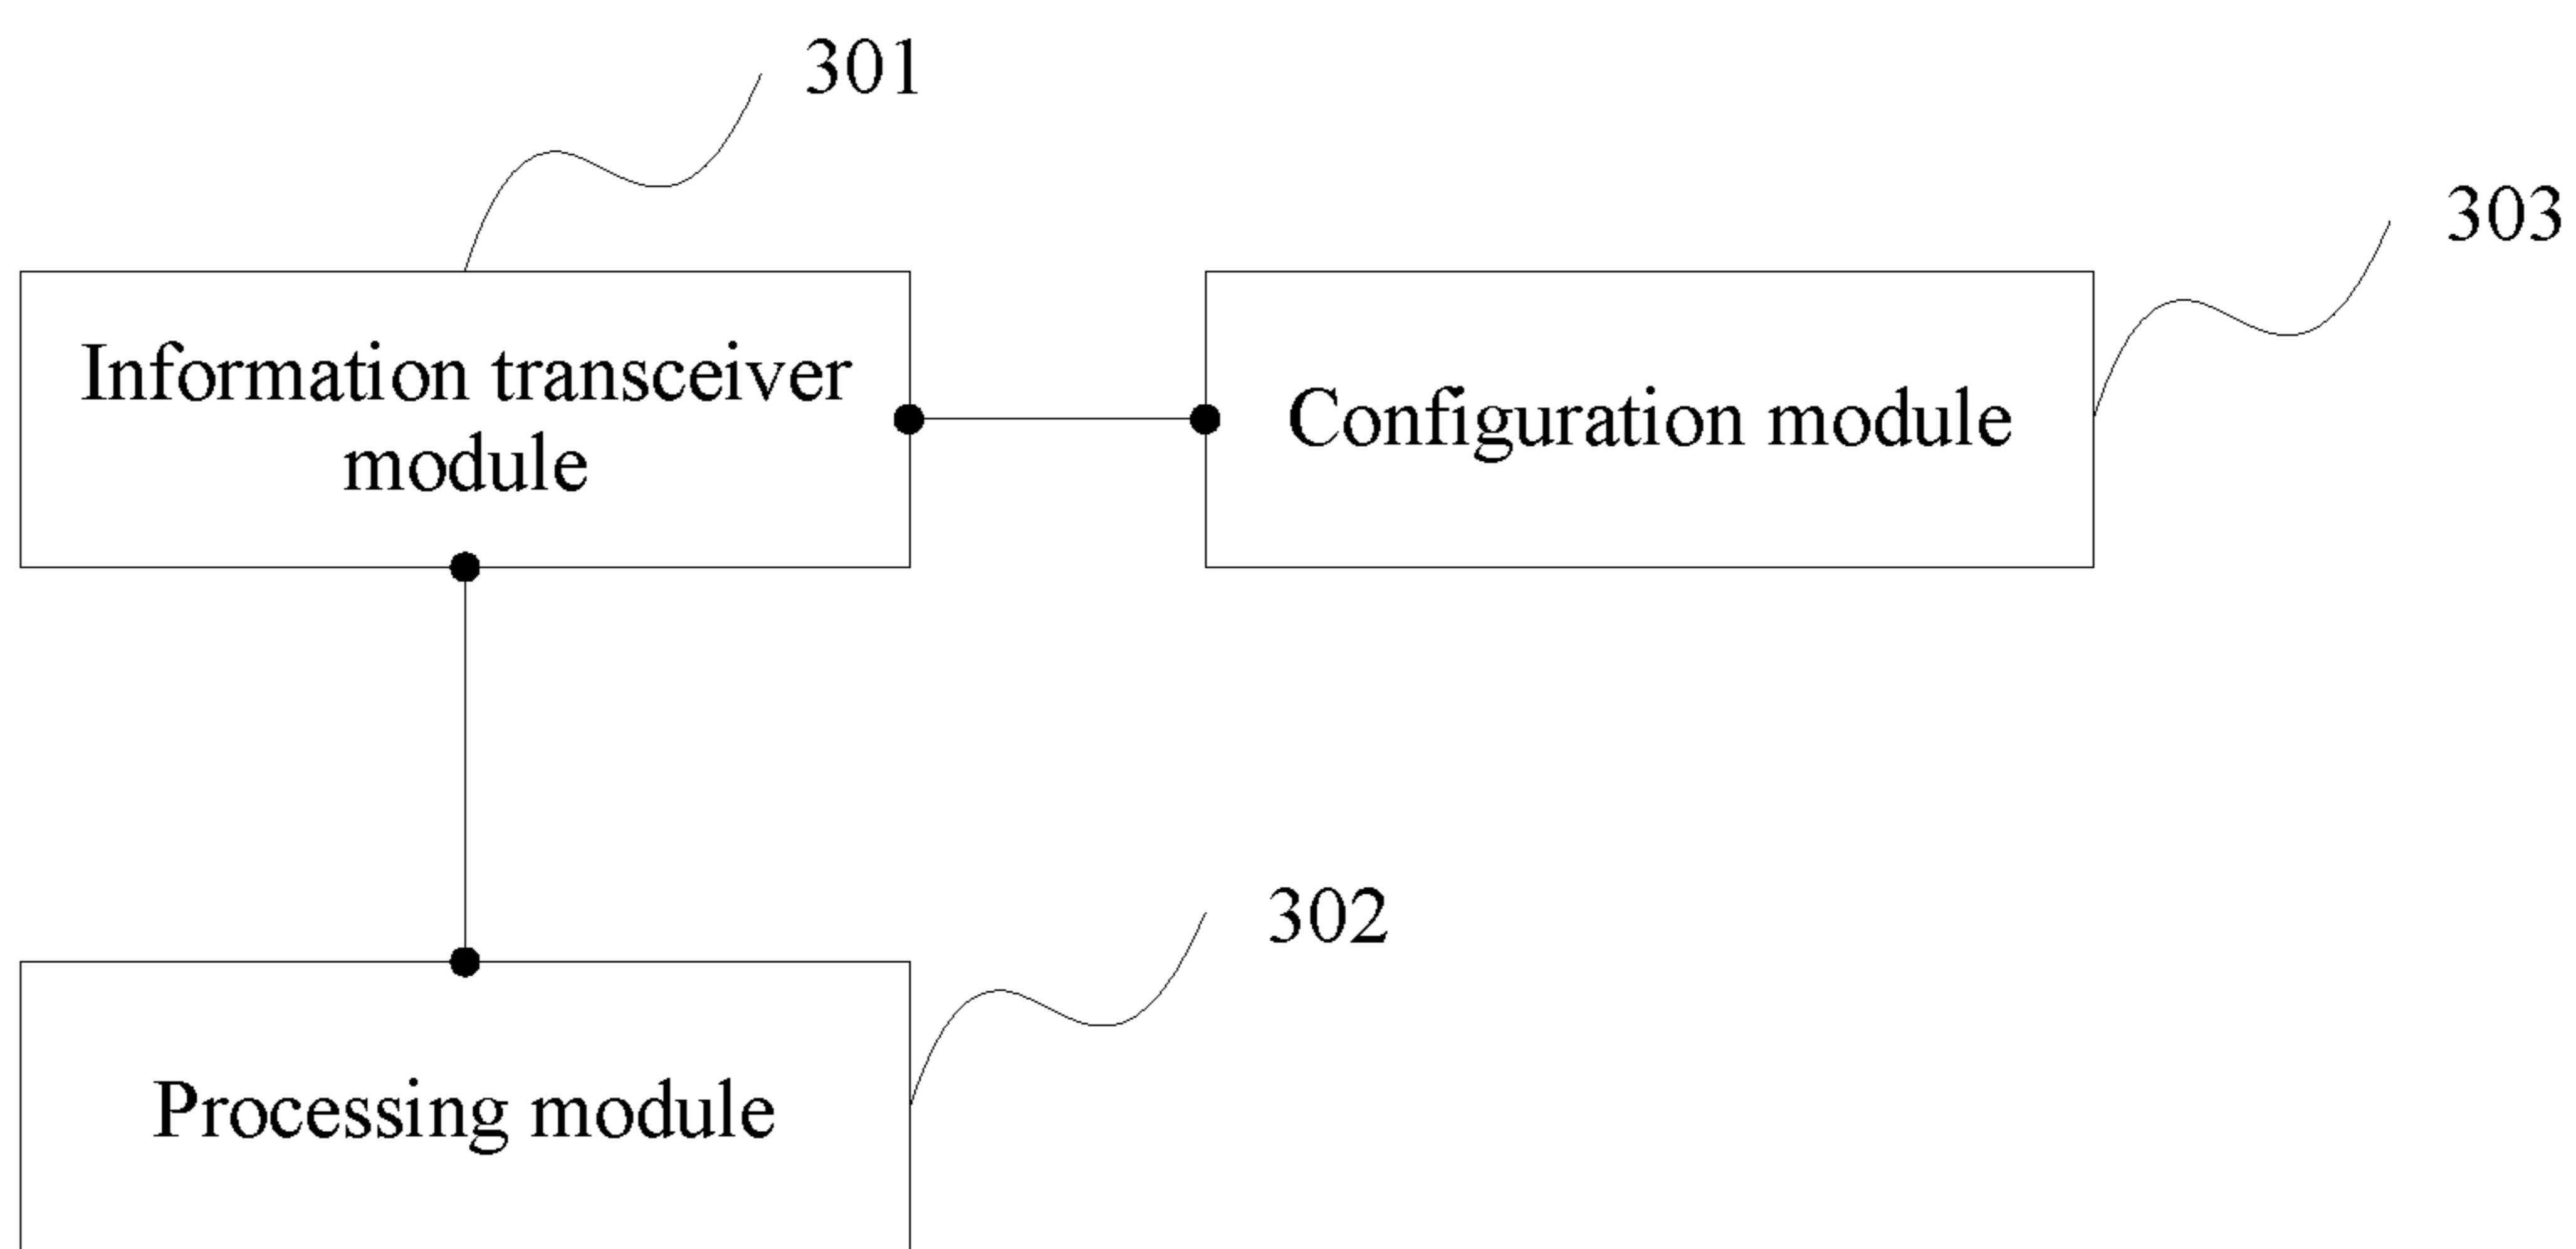 301
303
Information transceiver
module
Configuration module
302
Processing module